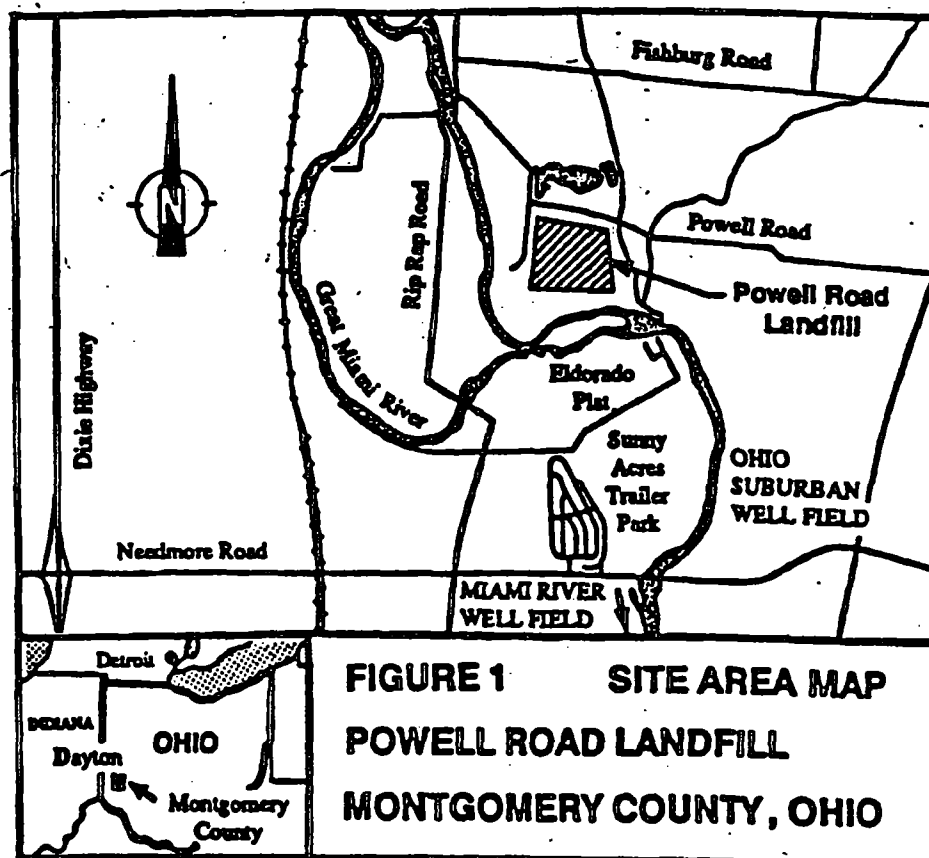 Fishburg Road
N
Rip Rap Road
Powell Road
Great Miami River
Powell Road
Landfill
Eldorado
Plat
Dixie Highway
Sunny
Acres
Trailer
Park
OHIO
SUBURBAN
WELL FIELD
Needmore Road
MIAMI RIVER
WELL FIELD
Detroit
INDIANA
OHIO
Dayton
Montgomery
County
FIGURE 1 SITE AREA MAP
POWELL ROAD LANDFILL
MONTGOMERY COUNTY, OHIO